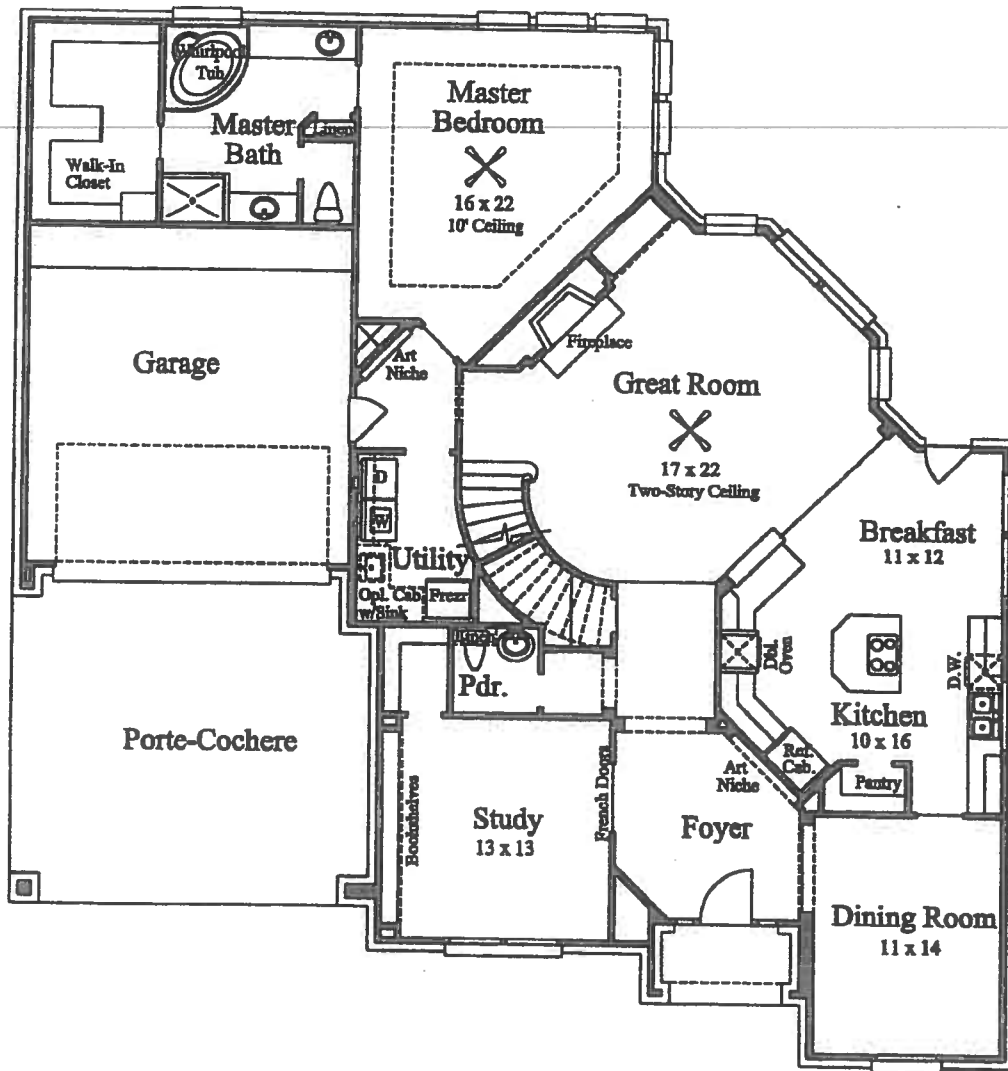 Whirlpool
Tub
Master
Bath
Linen
Walk-In
Closet
Master
Bedroom
16 x 22
10' Ceiling
Garage
Art
Niche
Fireplace
Great Room
17 x 22
Two-Story Ceiling
D
W
Utility
Opl. Cab.
w/Sink
Frezr
Breakfast
11 x 12
Linen
Pdr.
Dbl.
Oven
D.W.
Kitchen
10 x 16
Ref.
Cab.
Pantry
Porte-Cochere
Bookshelves
Study
13 x 13
French Doors
Art
Niche
Foyer
Dining Room
11 x 14